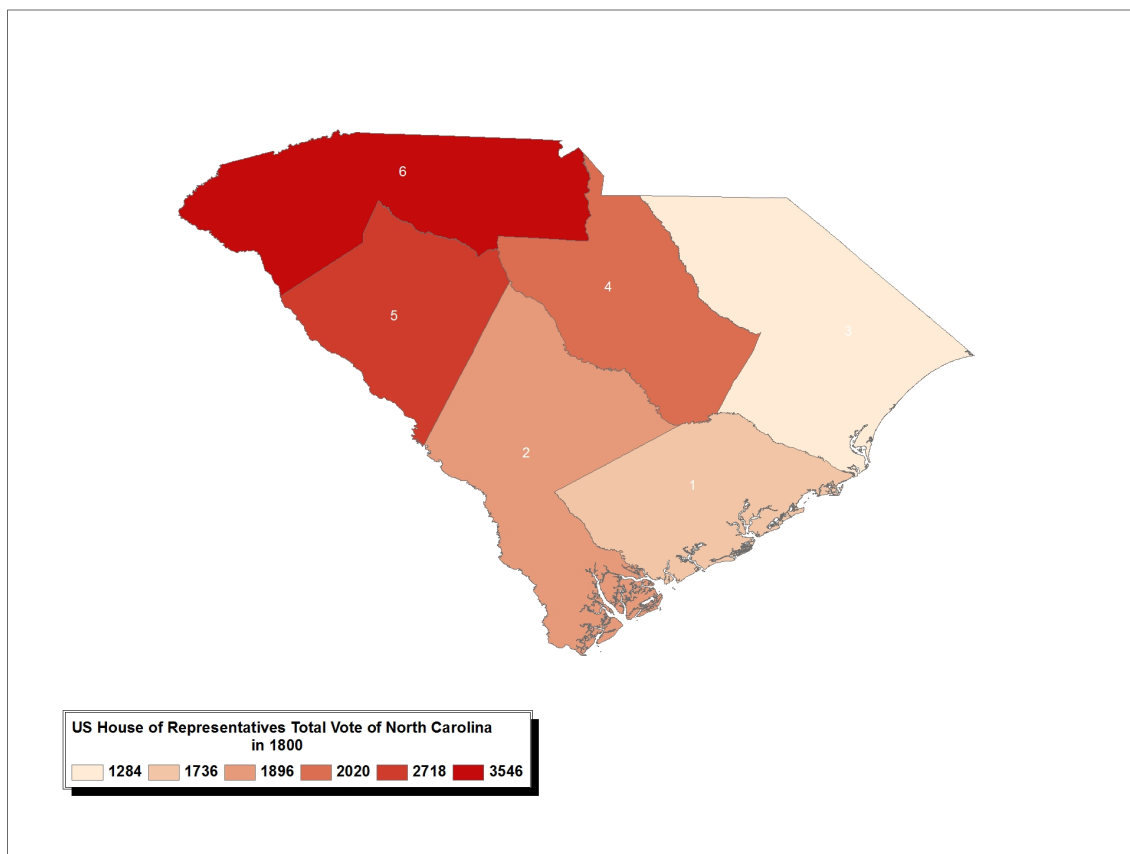 6
4
3
5
2
1
US House of Representatives Total Vote of North Carolina
in 1800
1284 1736 1896 2020 2718 3546